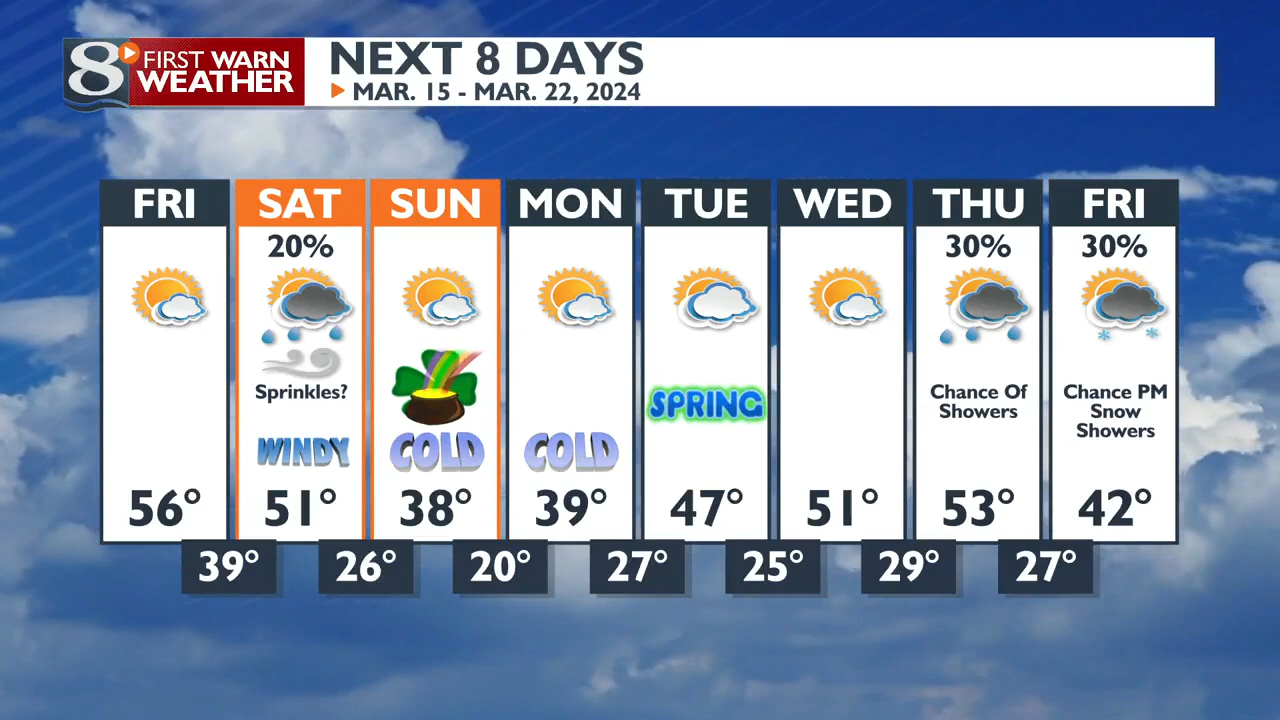 8
FIRST WARN
WEATHER
NEXT 8 DAYS
MAR. 15 - MAR. 22, 2024
FRI
56°
SAT
20%
Sprinkles?
WINDY
51°
SUN
COLD
38°
MON
COLD
39°
TUE
SPRING
47°
WED
51°
THU
30%
Chance Of
Showers
53°
FRI
30%
Chance PM
Snow
Showers
42°
39°
26°
20°
27°
25°
29°
27°